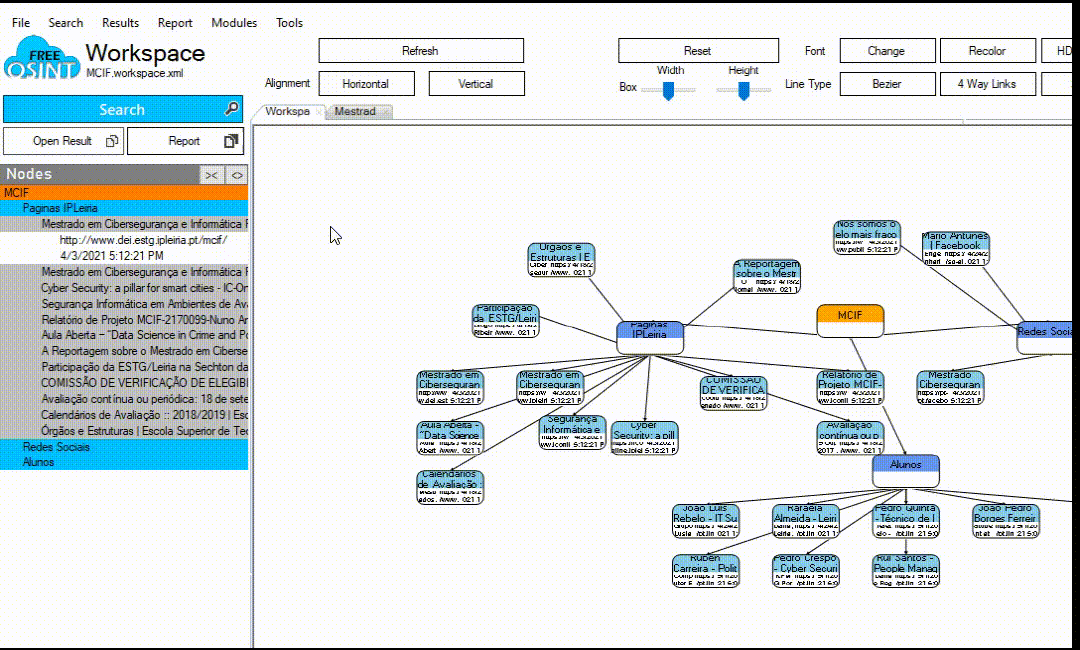 File Search Results Report Modules Tools
FREE OSINT
Workspace
MCIF.workspace.xml
Refresh
Reset
Font
Change
Recolor
HD
Alignment
Horizontal
Vertical
Box
Width
Height
Line Type
Bezier
4 Way Links
Search
Open Result
Report
Workspa
Mestrad
Nodes
>< <>
MCIF
Paginas IPLeiria
Mestrado em Cibersegurança e Informática F
http://www.dei.estg.ipleiria.pt/mcif/
4/3/2021 5:12:21 PM
Mestrado em Cibersegurança e Informática F
Cyber Security: a pillar for smart cities - IC-On
Segurança Informática em Ambientes de Av
Relatório de Projeto MCIF-2170099-Nuno Ar
Aula Aberta – "Data Science in Crime and Po
A Reportagem sobre o Mestrado em Ciberse
Participação da ESTG/Leiria na Sechton da
COMISSÃO DE VERIFICAÇÃO DE ELEGIBI
Avaliação contínua ou periódica: 18 de sete
Calendários de Avaliação :: 2018/2019 | Esc
Órgãos e Estruturas | Escola Superior de Tec
Redes Sociais
Alunos
Nós somos o
elo mais fraco
Mário Antunes
| Facebook
Órgãos e
Estruturas | E
A Reportagem
sobre o Mestr
Participação
da ESTG/Leiri
Paginas
IPLeiria
MCIF
Redes Socia
Mestrado em
Ciberseguran
Mestrado em
Ciberseguran
COMISSÃO
DE VERIFICA
Relatório de
Projeto MCIF-
Mestrado
Ciberseguran
Aula Aberta -
"Data Science
Segurança
Informática e
Cyber
Security: a pill
Avaliação
contínua ou p
Calendários
de Avaliação :
Alunos
João Luis
Rebelo - IT Su
Rafaela
Almeida - Leiri
Pedro Quinta
- Técnico de I
João Pedro
Borges Ferreir
Ruben
Carreira - Polit
Pedro Crespo
- Cyber Securi
Rui Santos -
People Manag